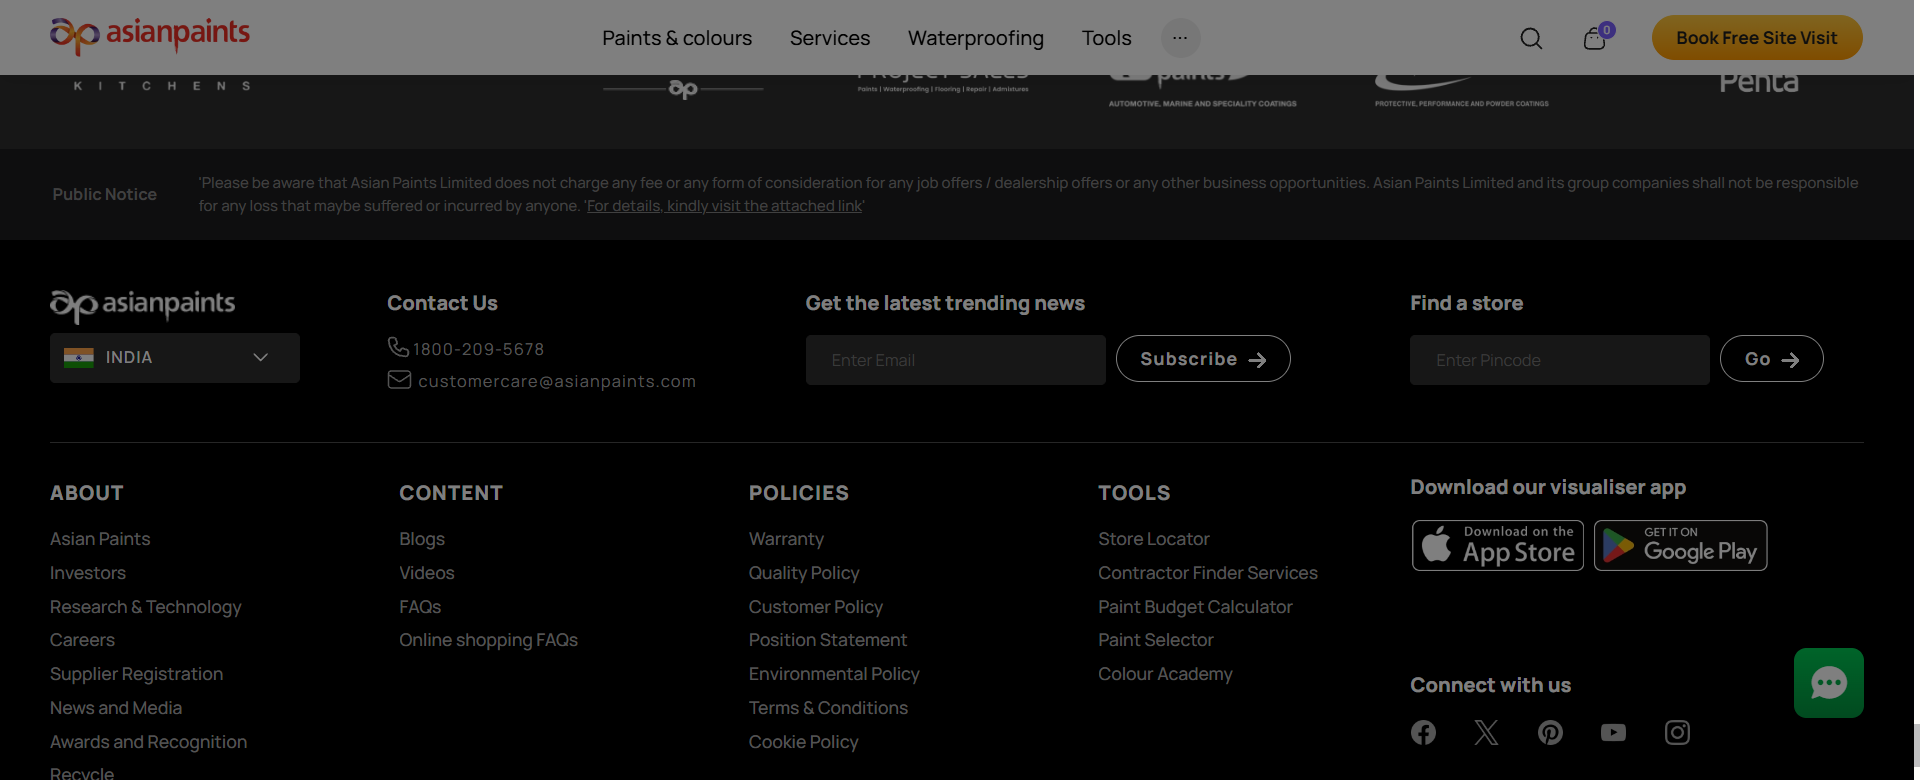 asianpaints
Paints & colours
Services
Waterproofing
Tools
...
0
Book Free Site Visit
KITCHENS
ap
PROJECT SALES
Paints | Waterproofing | Flooring | Repair | Admixtures
paints
AUTOMOTIVE, MARINE AND SPECIALITY COATINGS
PROTECTIVE, PERFORMANCE AND POWDER COATINGS
Penta
Public Notice
'Please be aware that Asian Paints Limited does not charge any fee or any form of consideration for any job offers / dealership offers or any other business opportunities. Asian Paints Limited and its group companies shall not be responsible
for any loss that maybe suffered or incurred by anyone. 'For details, kindly visit the attached link'
asianpaints
INDIA
Contact Us
1800-209-5678
customercare@asianpaints.com
Get the latest trending news
Enter Email
Subscribe
Find a store
Enter Pincode
Go
ABOUT
Asian Paints
Investors
Research & Technology
Careers
Supplier Registration
News and Media
Awards and Recognition
Recycle
CONTENT
Blogs
Videos
FAQs
Online shopping FAQs
POLICIES
Warranty
Quality Policy
Customer Policy
Position Statement
Environmental Policy
Terms & Conditions
Cookie Policy
TOOLS
Store Locator
Contractor Finder Services
Paint Budget Calculator
Paint Selector
Colour Academy
Download our visualiser app
Download on the
App Store
GET IT ON
Google Play
Connect with us